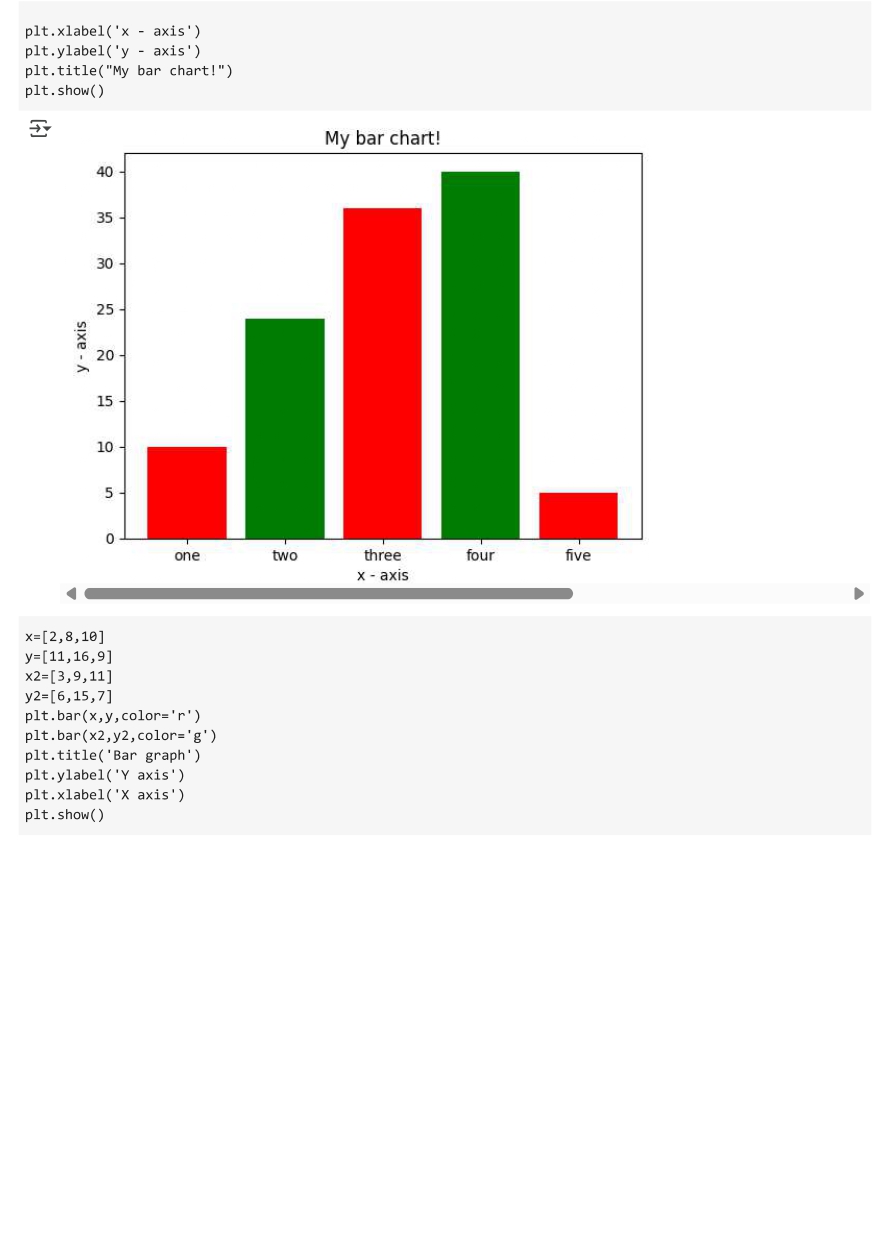 plt.xlabel('x - axis')
plt.ylabel('y - axis')
plt.title("My bar chart!")
plt.show()
My bar chart!
40
35
30
25
20
15
10
5
0
y - axis
one two three four five
x - axis
x=[2,8,10]
y=[11,16,9]
x2=[3,9,11]
y2=[6,15,7]
plt.bar(x,y,color='r')
plt.bar(x2,y2,color='g')
plt.title('Bar graph')
plt.ylabel('Y axis')
plt.xlabel('X axis')
plt.show()